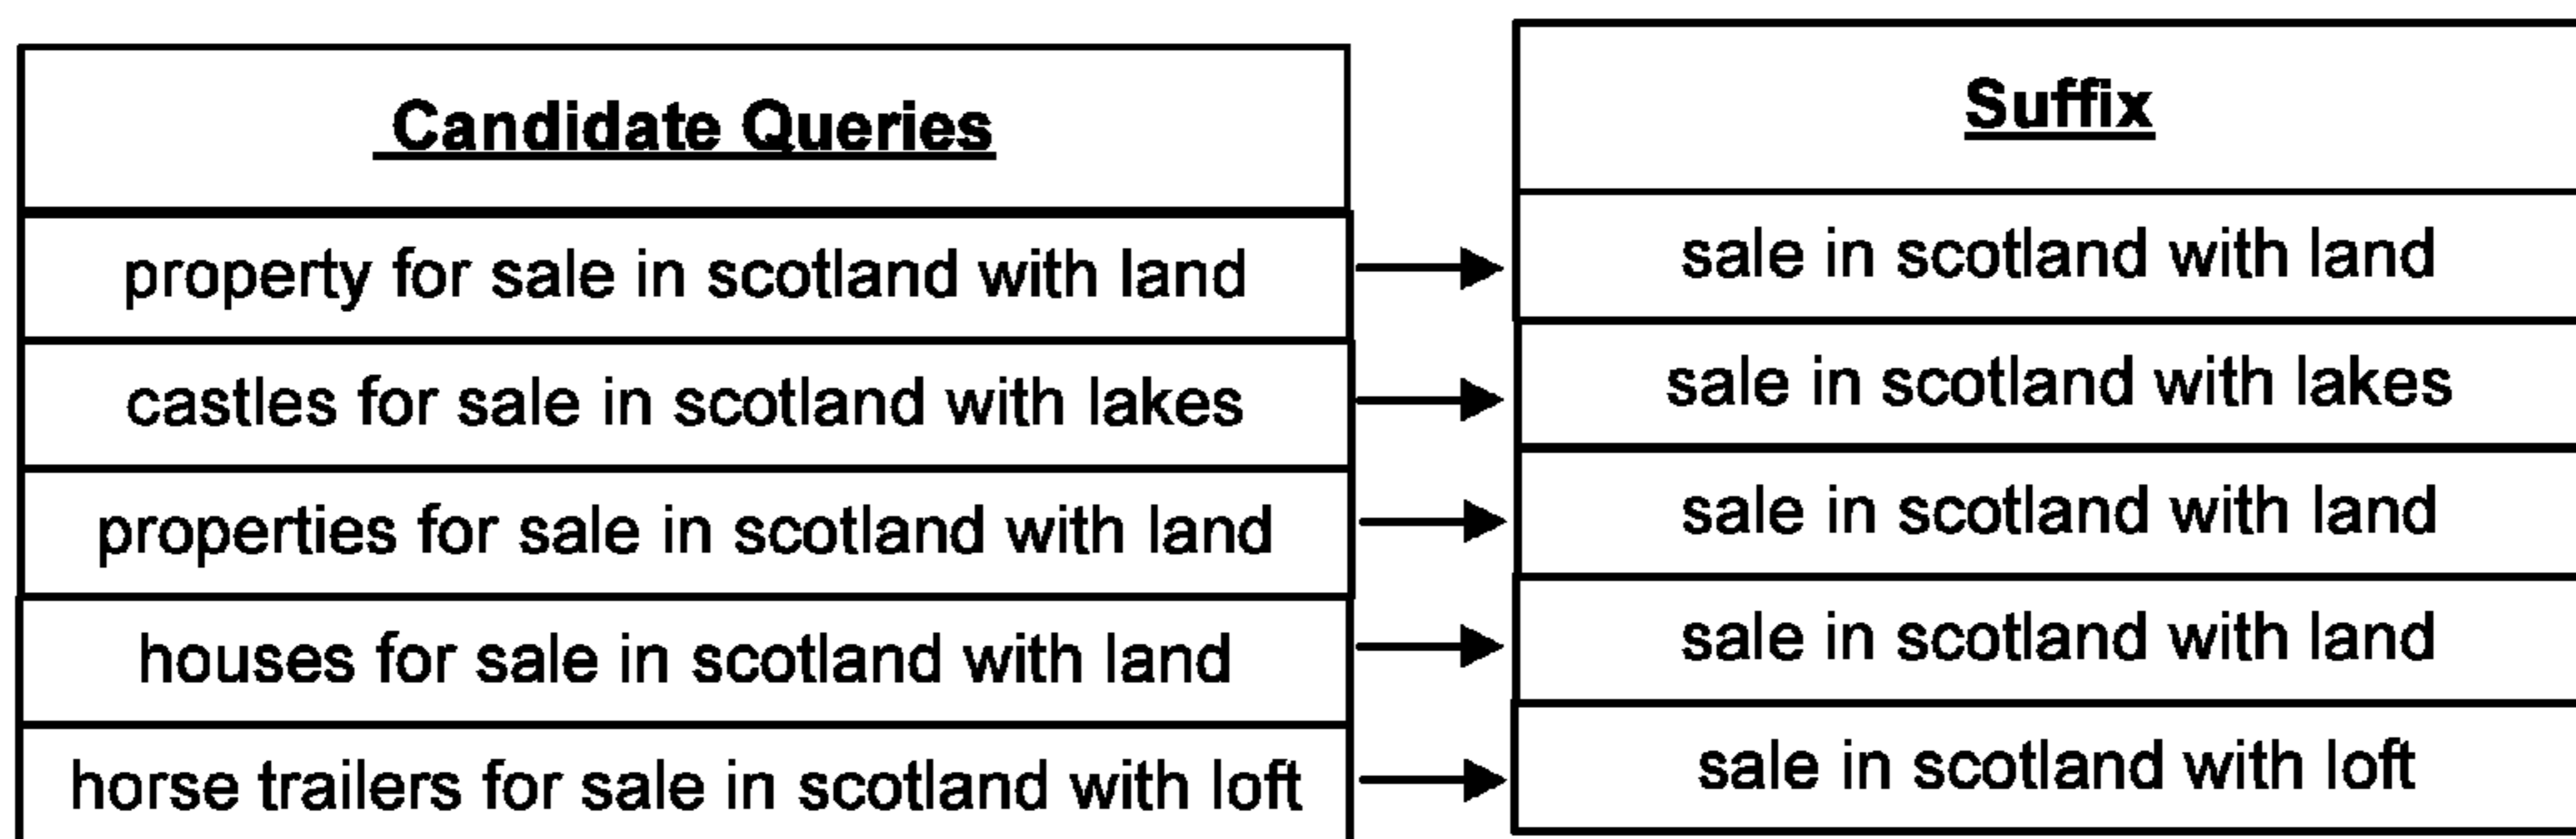 Candidate Queries
Suffix
property for sale in scotland with land
sale in scotland with land
castles for sale in scotland with lakes
sale in scotland with lakes
properties for sale in scotland with land
sale in scotland with land
houses for sale in scotland with land
sale in scotland with land
horse trailers for sale in scotland with loft
sale in scotland with loft